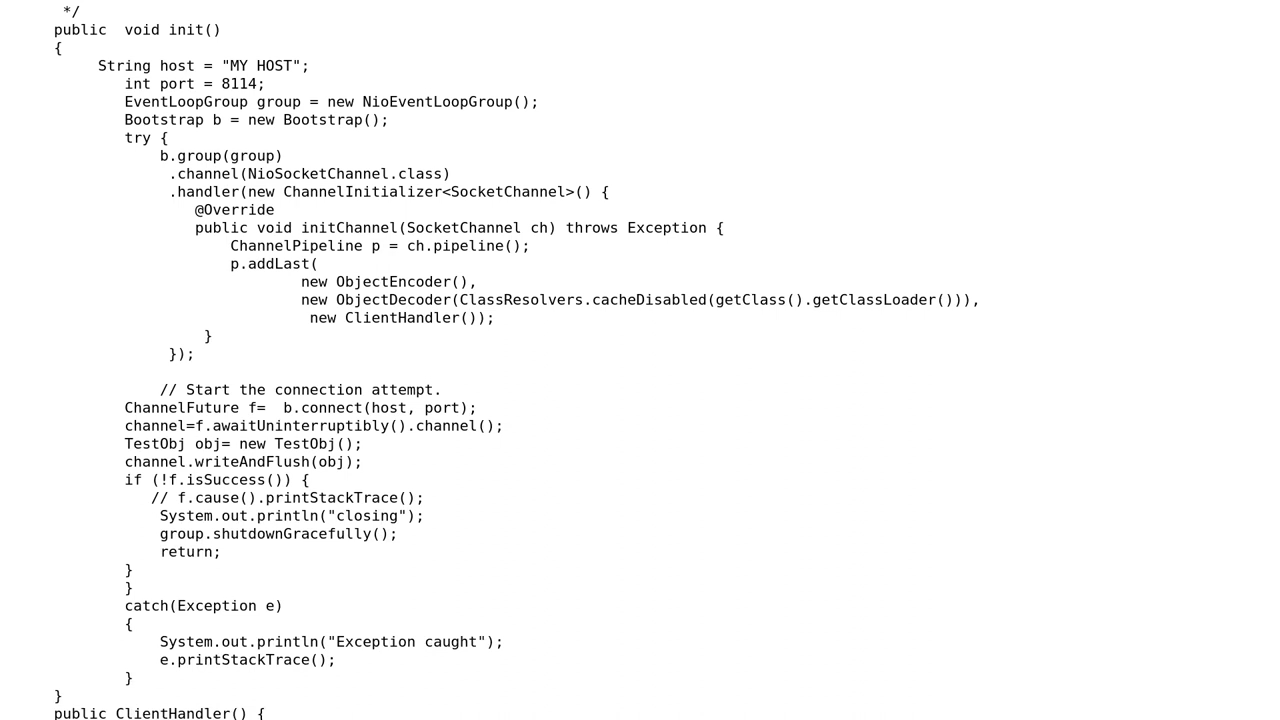 */
public  void init()
{
     String host = "MY HOST";
        int port = 8114;
        EventLoopGroup group = new NioEventLoopGroup();
        Bootstrap b = new Bootstrap();
        try {
            b.group(group)
             .channel(NioSocketChannel.class)
             .handler(new ChannelInitializer<SocketChannel>() {
                @Override
                public void initChannel(SocketChannel ch) throws Exception {
                    ChannelPipeline p = ch.pipeline();
                    p.addLast(
                            new ObjectEncoder(),
                            new ObjectDecoder(ClassResolvers.cacheDisabled(getClass().getClassLoader())),
                             new ClientHandler());
                 }
             });

            // Start the connection attempt.
        ChannelFuture f=  b.connect(host, port);
        channel=f.awaitUninterruptibly().channel();
        TestObj obj= new TestObj();
        channel.writeAndFlush(obj);
        if (!f.isSuccess()) {
           // f.cause().printStackTrace();
            System.out.println("closing");
            group.shutdownGracefully();
            return;
        }
        }
        catch(Exception e)
        {
            System.out.println("Exception caught");
            e.printStackTrace();
        }
}
public ClientHandler() {